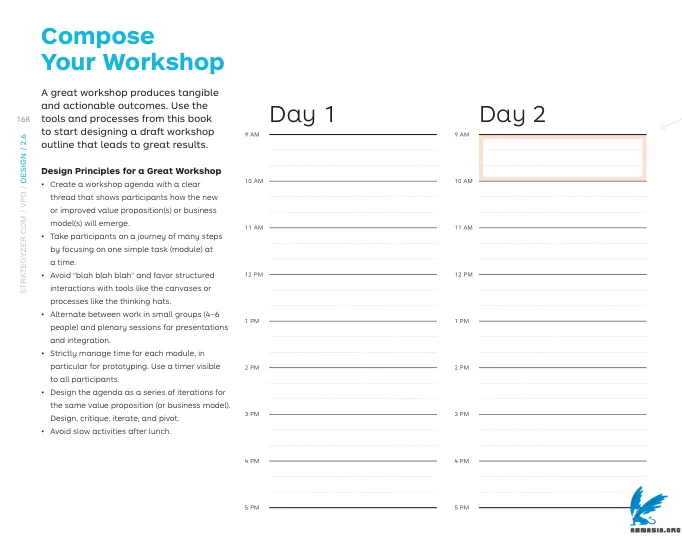 Compose
Your Workshop
A great workshop produces tangible
and actionable outcomes. Use the
tools and processes from this book
to start designing a draft workshop
outline that leads to great results.
168
STRATEGYZER.COM / VPD / DESIGN / 2.6
Design Principles for a Great Workshop
• Create a workshop agenda with a clear
thread that shows participants how the new
or improved value proposition(s) or business
model(s) will emerge.
• Take participants on a journey of many steps
by focusing on one simple task (module) at
a time.
• Avoid “blah blah blah” and favor structured
interactions with tools like the canvases or
processes like the thinking hats.
• Alternate between work in small groups (4–6
people) and plenary sessions for presentations
and integration.
• Strictly manage time for each module, in
particular for prototyping. Use a timer visible
to all participants.
• Design the agenda as a series of iterations for
the same value proposition (or business model).
Design, critique, iterate, and pivot.
• Avoid slow activities after lunch.
Day 1
9 AM
10 AM
11 AM
12 PM
1 PM
2 PM
3 PM
4 PM
5 PM
Day 2
9 AM
10 AM
11 AM
12 PM
1 PM
2 PM
3 PM
4 PM
5 PM
ARNASIA.ORG